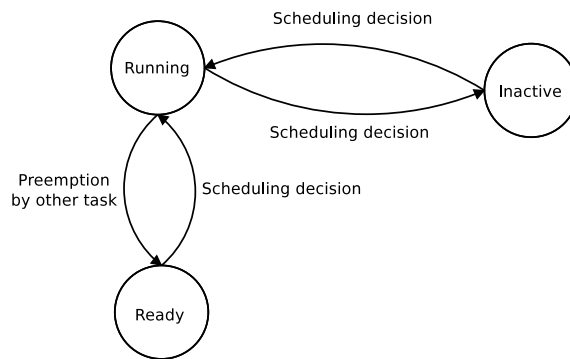 Scheduling decision
Running
Inactive
Scheduling decision
Preemption
by other task
Scheduling decision
Ready